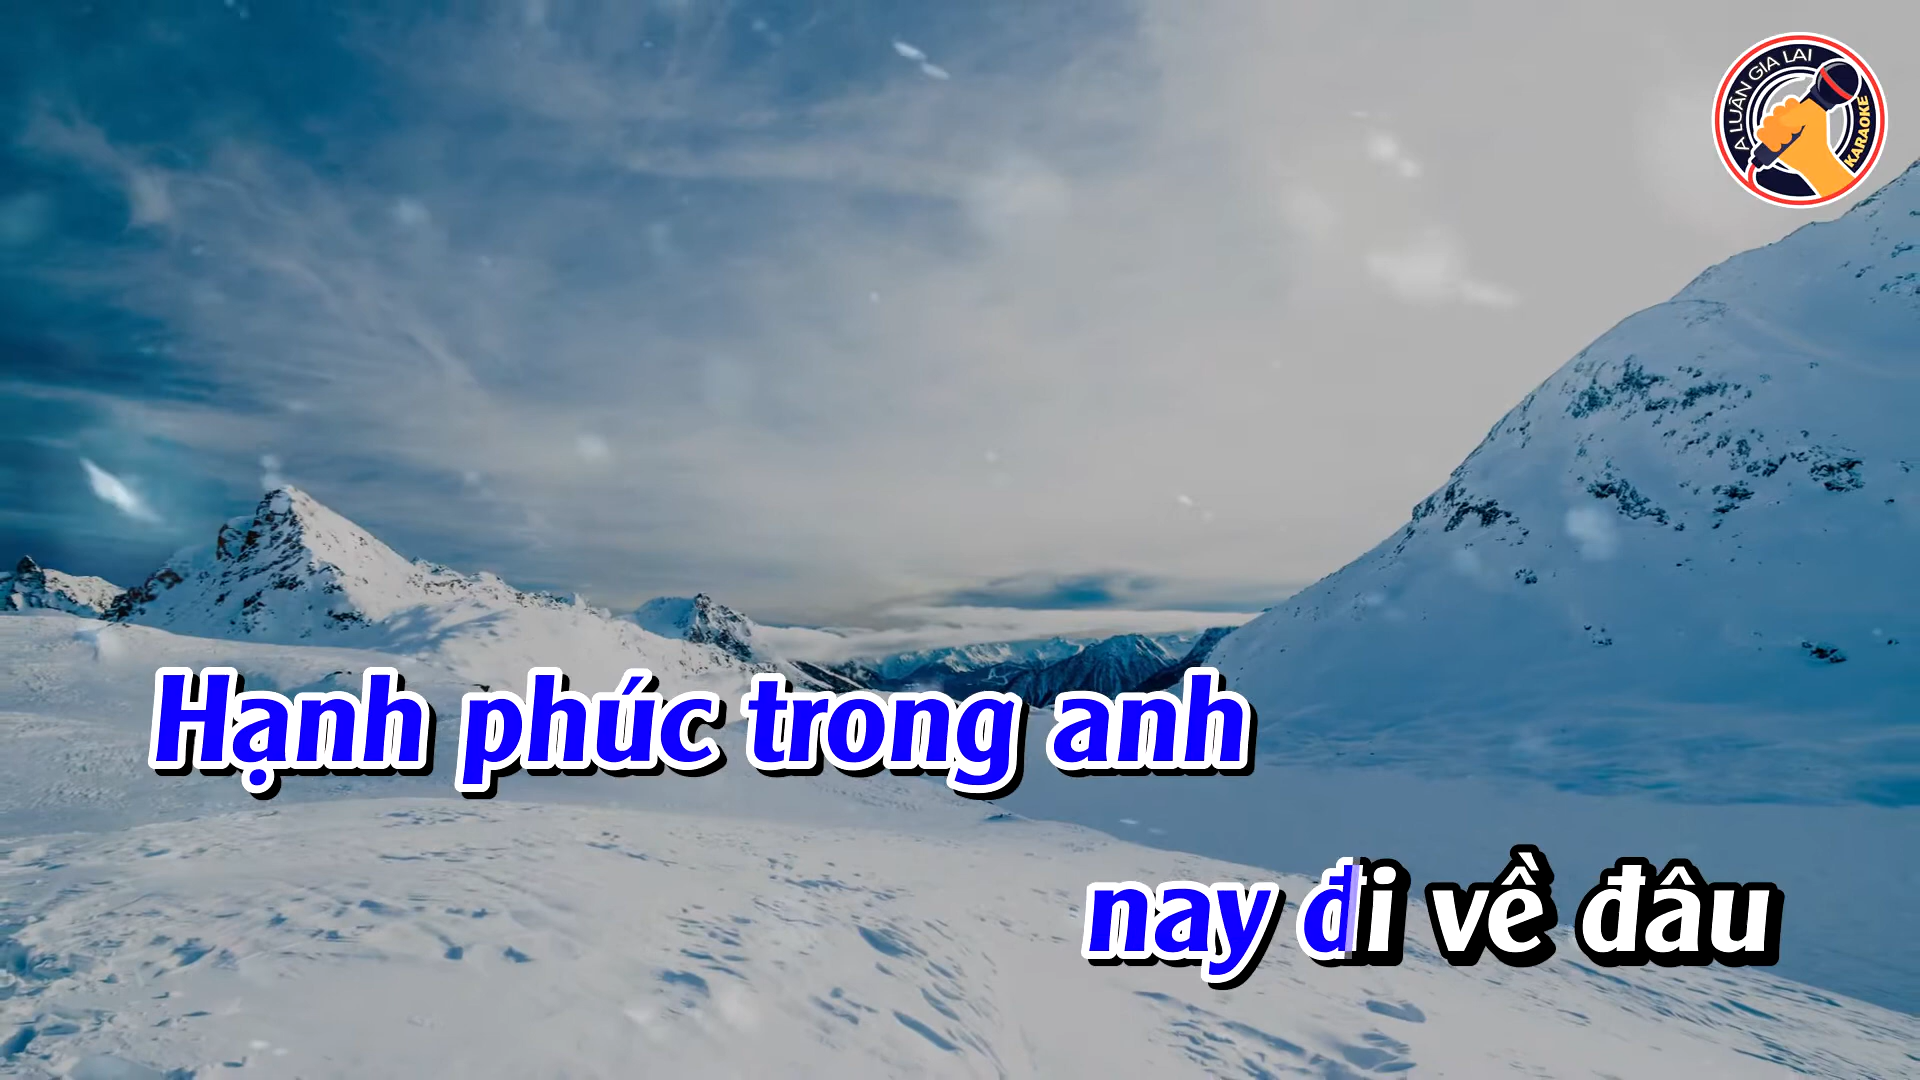 A LUÂN GIA LAI
KARAOKE
Hạnh phúc trong anh
nay đi về đâu